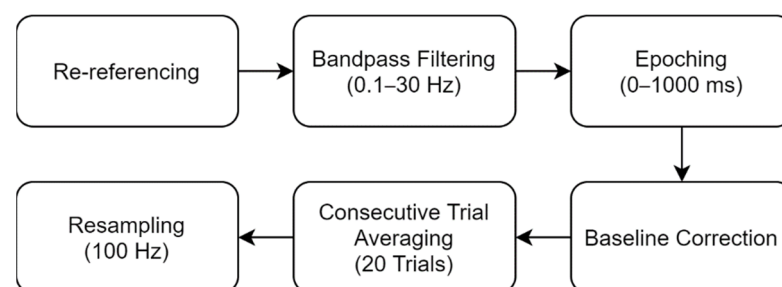 Re-referencing
Bandpass Filtering
(0.1–30 Hz)
Epoching
(0–1000 ms)
Baseline Correction
Consecutive Trial
Averaging
(20 Trials)
Resampling
(100 Hz)